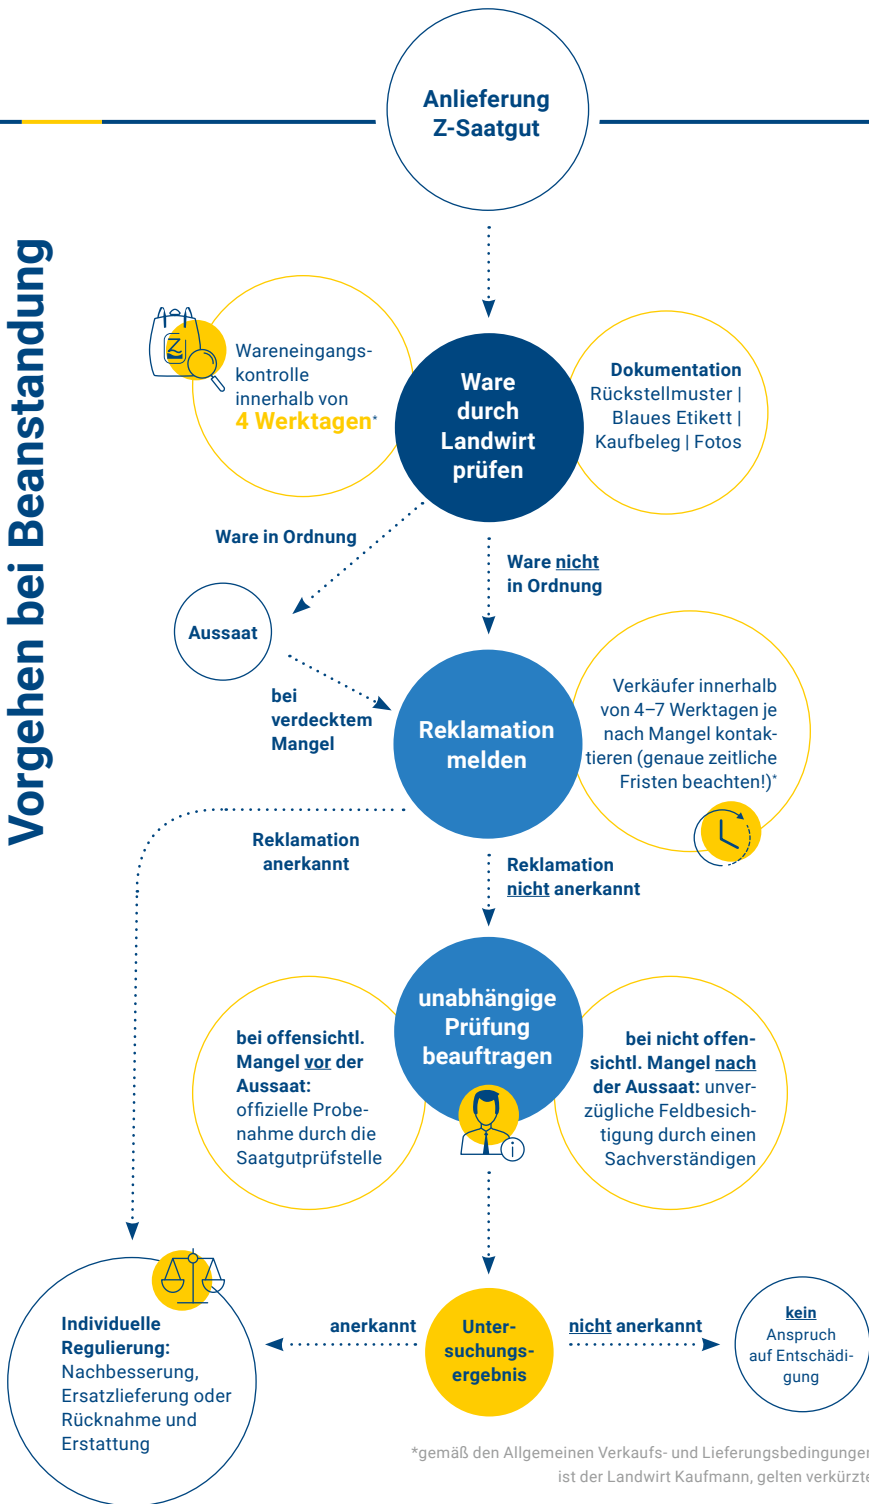 Vorgehen bei Beanstandung
Anlieferung
Z-Saatgut
Z
Wareneingangs-
kontrolle
innerhalb von
4 Werktagen*
Ware
durch
Landwirt
prüfen
Dokumentation
Rückstellmuster |
Blaues Etikett |
Kaufbeleg | Fotos
Ware in Ordnung
Ware nicht
in Ordnung
Aussaat
bei
verdecktem
Mangel
Reklamation
melden
Verkäufer innerhalb
von 4–7 Werktagen je
nach Mangel kontak-
tieren (genaue zeitliche
Fristen beachten!)*
Reklamation
anerkannt
Reklamation
nicht anerkannt
unabhängige
Prüfung
beauftragen
i
bei offensichtl.
Mangel vor der
Aussaat:
offizielle Probe-
nahme durch die
Saatgutprüfstelle
bei nicht offen-
sichtl. Mangel nach
der Aussaat: unver-
zügliche Feldbesich-
tigung durch einen
Sachverständigen
Individuelle
Regulierung:
Nachbesserung,
Ersatzlieferung oder
Rücknahme und
Erstattung
anerkannt
Unter-
suchungs-
ergebnis
nicht anerkannt
kein
Anspruch
auf Entschädi-
gung
*gemäß den Allgemeinen Verkaufs- und Lieferungsbedingungen
ist der Landwirt Kaufmann, gelten verkürzte